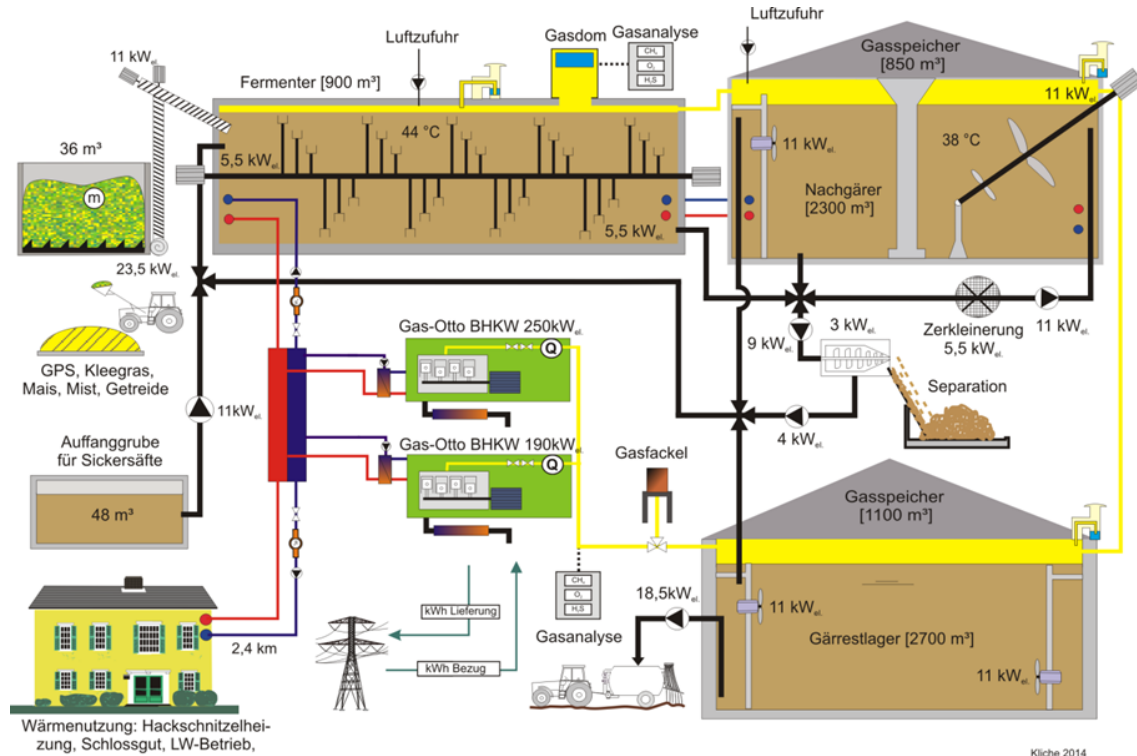 Luftzufuhr
Luftzufuhr
Gasdom
Gasanalyse
CH₄
O₂
H₂S
11 kWel.
Fermenter [900 m³]
Gasspeicher
[850 m³]
11 kWel.
44 °C
36 m³
5,5 kWel.
11 kWel.
38 °C
m
Nachgärer
[2300 m³]
5,5 kWel.
23,5 kWel.
Gas-Otto BHKW 250kWel.
Q
3 kWel.
9 kWel.
Zerkleinerung
5,5 kWel.
11 kWel.
GPS, Kleegras,
Mais, Mist, Getreide
Separation
11kWel.
4 kWel.
Auffanggrube
für Sickersäfte
Gas-Otto BHKW 190kWel.
Q
Gasfackel
48 m³
Gasspeicher
[1100 m³]
CH₄
O₂
H₂S
Gasanalyse
18,5kWel.
11 kWel.
kWh Lieferung
Gärrestlager [2700 m³]
2,4 km
kWh Bezug
11 kWel.
Wärmenutzung: Hackschnitzelhei-
zung, Schlossgut, LW-Betrieb,
Kliche 2014